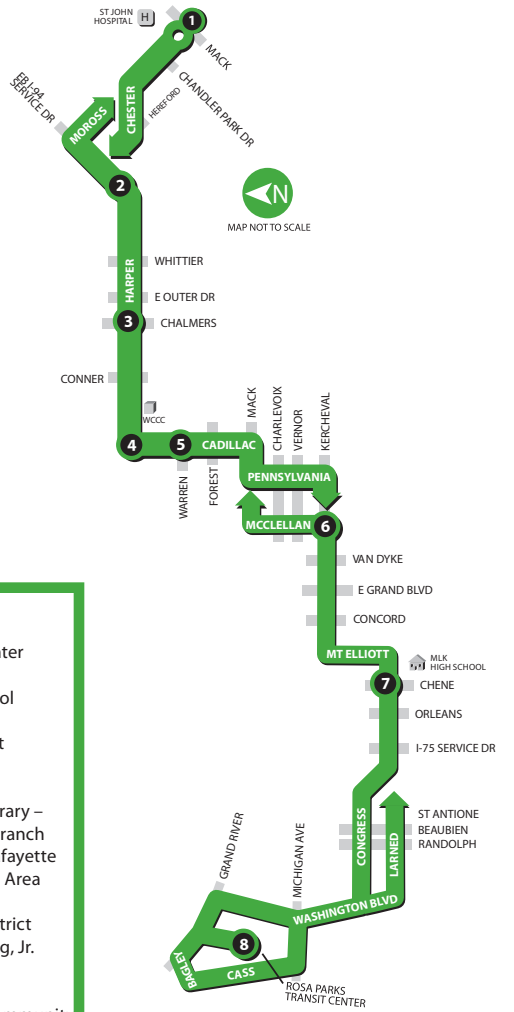 ST JOHN
HOSPITAL
H
1
MACK
CHANDLER PARK DR
HEREFORD
CHESTER
EB I-94
SERVICE DR
MOROSS
2
N
MAP NOT TO SCALE
HARPER
WHITTIER
E OUTER DR
3
CHALMERS
CONNER
WCCC
4
5
CADILLAC
WARREN
FOREST
MACK
CHARLEVOIX
VERNOR
KERCHEVAL
PENNSYLVANIA
MCCLELLAN
6
VAN DYKE
E GRAND BLVD
CONCORD
MT ELLIOTT
MLK
HIGH SCHOOL
7
CHENE
ORLEANS
I-75 SERVICE DR
CONGRESS
LARNED
ST ANTIONE
BEAUBIEN
RANDOLPH
GRAND RIVER
MICHIGAN AVE
WASHINGTON BLVD
BAGLEY
8
CASS
ROSA PARKS
TRANSIT CENTER
ter
ol
t
rary –
ranch
fayette
Area
trict
g, Jr.